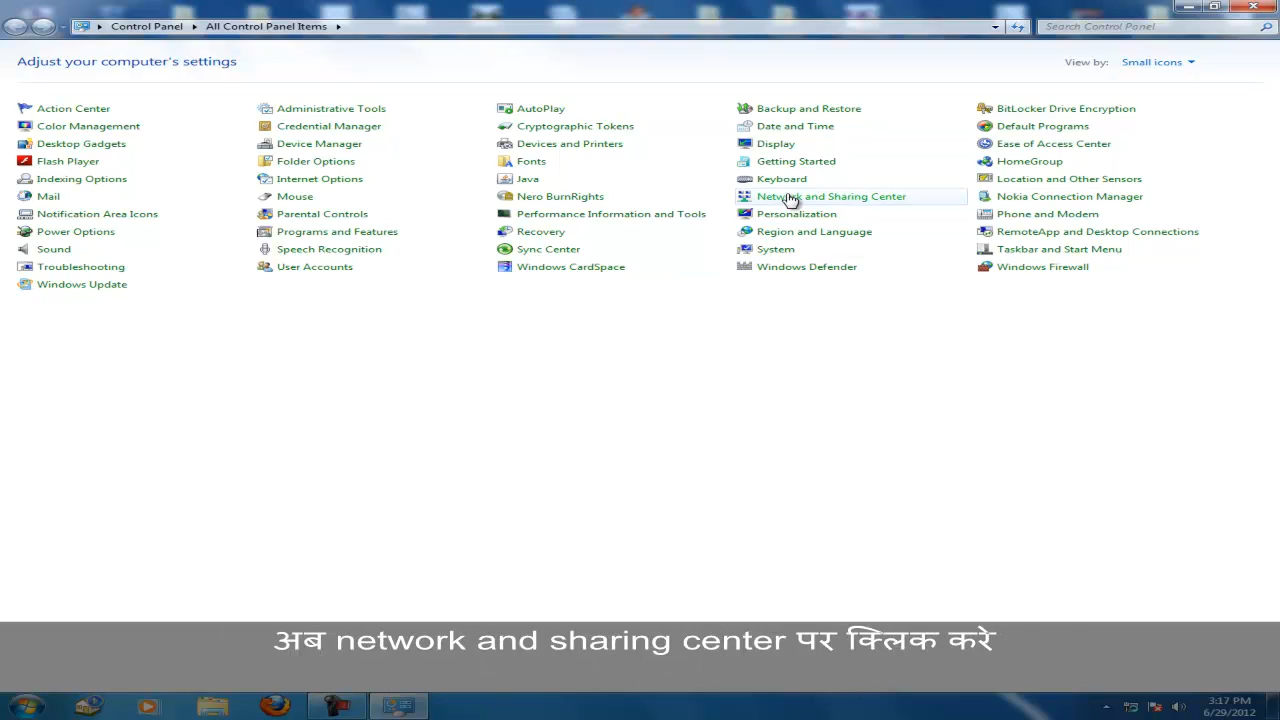 Control Panel All Control Panel Items
Search Control Panel
Adjust your computer's settings
View by: Small icons
Action Center Administrative Tools AutoPlay Backup and Restore BitLocker Drive Encryption
Color Management Credential Manager Cryptographic Tokens Date and Time Default Programs
Desktop Gadgets Device Manager Devices and Printers Display Ease of Access Center
Flash Player Folder Options Fonts Getting Started HomeGroup
Indexing Options Internet Options Java Keyboard Location and Other Sensors
Mail Mouse Nero BurnRights Network and Sharing Center Nokia Connection Manager
Notification Area Icons Parental Controls Performance Information and Tools Personalization Phone and Modem
Power Options Programs and Features Recovery Region and Language RemoteApp and Desktop Connections
Sound Speech Recognition Sync Center System Taskbar and Start Menu
Troubleshooting User Accounts Windows CardSpace Windows Defender Windows Firewall
Windows Update
अब network and sharing center पर क्लिक करे
3:17 PM
6/29/2012